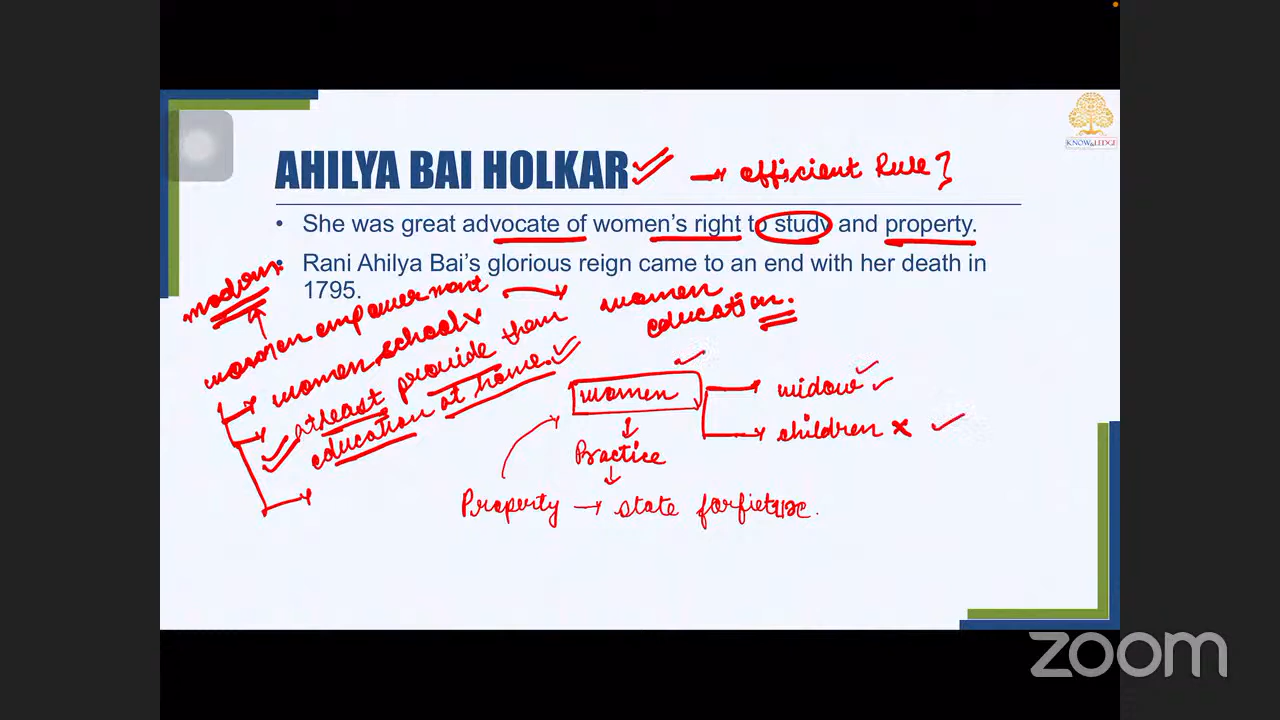 KNOWLEDGE
AHILYA BAI HOLKAR → efficient Rule?
• She was great advocate of women's right to study and property.
• Rani Ahilya Bai's glorious reign came to an end with her death in
1795.
modern
women empowerment → women
education.
women school x
atleast provide them
education at home.
women
widow
children x
Practice
Property → state forfieture.
zoom